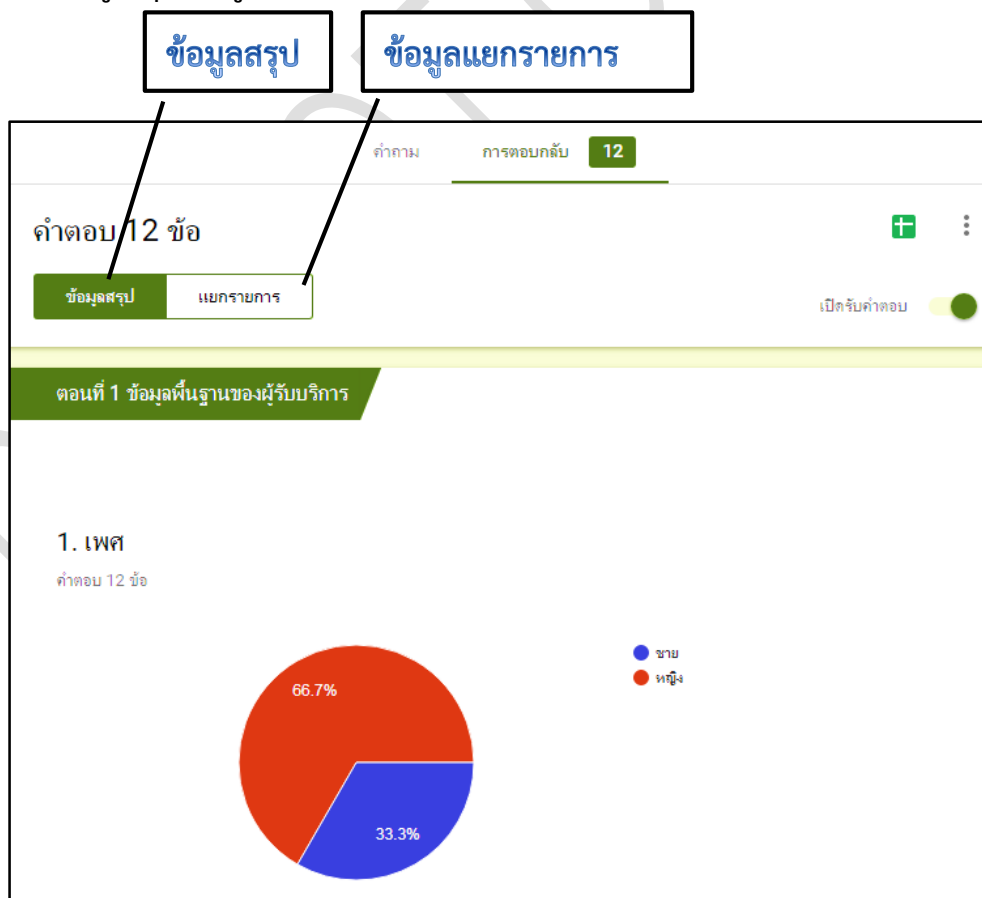 ข้อมูลสรุป ข้อมูลแยกรายการ
คำถาม การตอบกลับ 12
คำตอบ 12 ข้อ
ข้อมูลสรุป แยกรายการ
เปิดรับคำตอบ
ตอนที่ 1 ข้อมูลพื้นฐานของผู้รับบริการ
1. เพศ
คำตอบ 12 ข้อ
ชาย
หญิง
66.7%
33.3%